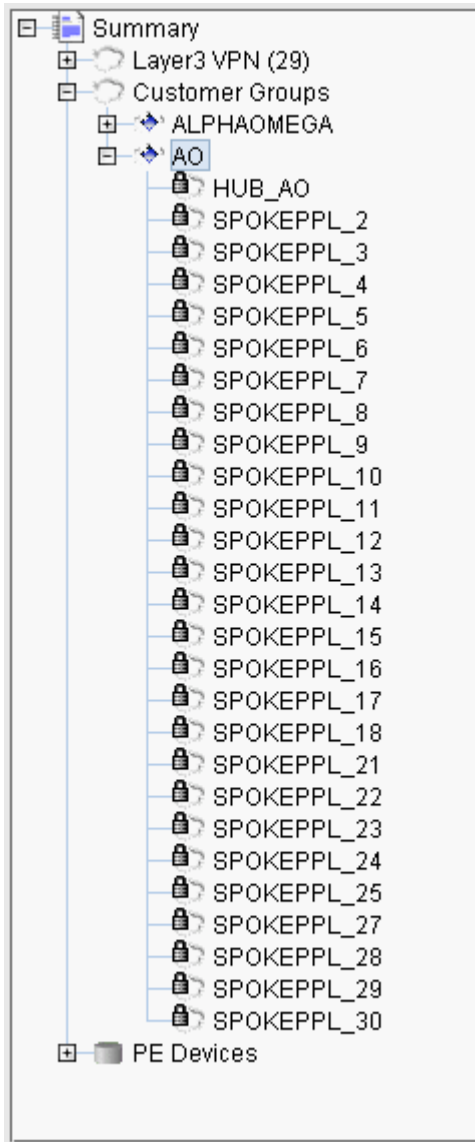 Summary
Layer3 VPN (29)
Customer Groups
ALPHAOMEGA
AO
HUB_AO
SPOKEPPL_2
SPOKEPPL_3
SPOKEPPL_4
SPOKEPPL_5
SPOKEPPL_6
SPOKEPPL_7
SPOKEPPL_8
SPOKEPPL_9
SPOKEPPL_10
SPOKEPPL_11
SPOKEPPL_12
SPOKEPPL_13
SPOKEPPL_14
SPOKEPPL_15
SPOKEPPL_16
SPOKEPPL_17
SPOKEPPL_18
SPOKEPPL_21
SPOKEPPL_22
SPOKEPPL_23
SPOKEPPL_24
SPOKEPPL_25
SPOKEPPL_27
SPOKEPPL_28
SPOKEPPL_29
SPOKEPPL_30
PE Devices